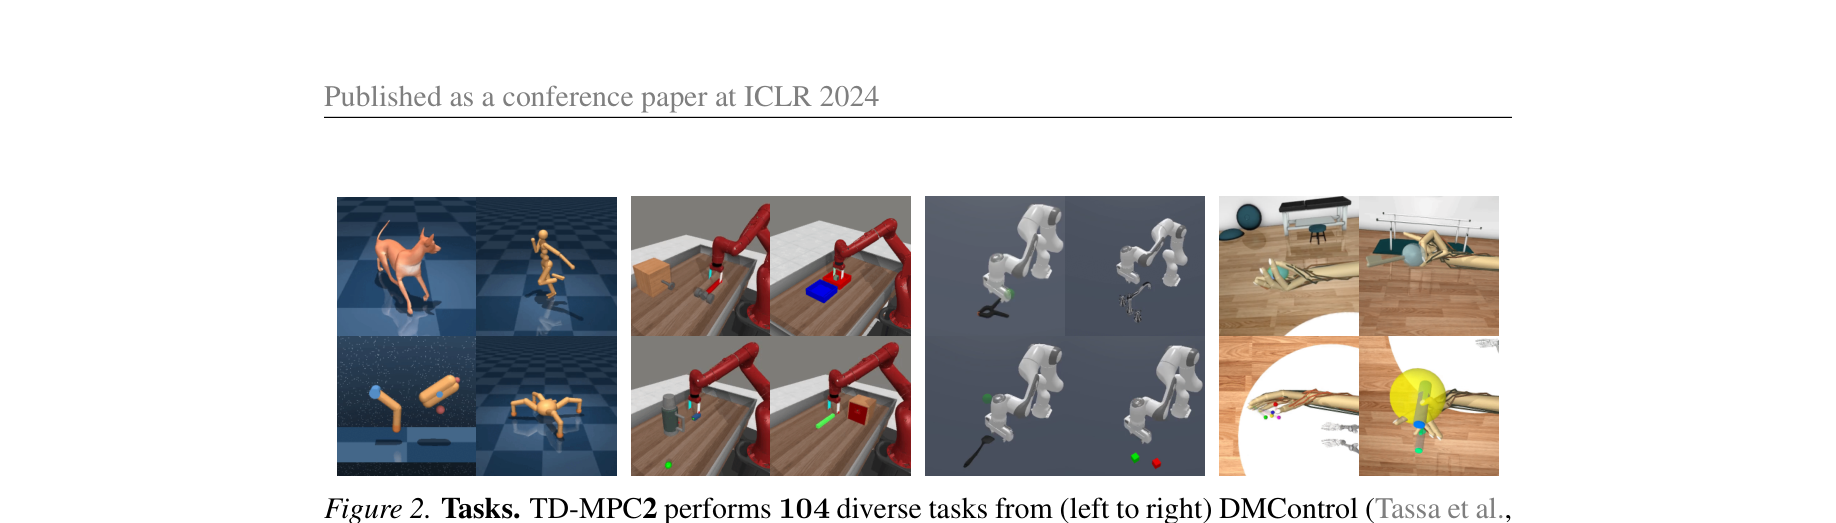 Published as a conference paper at ICLR 2024
Figure 2. Tasks. TD-MPC2 performs 104 diverse tasks from (left to right) DMControl (Tassa et al.,